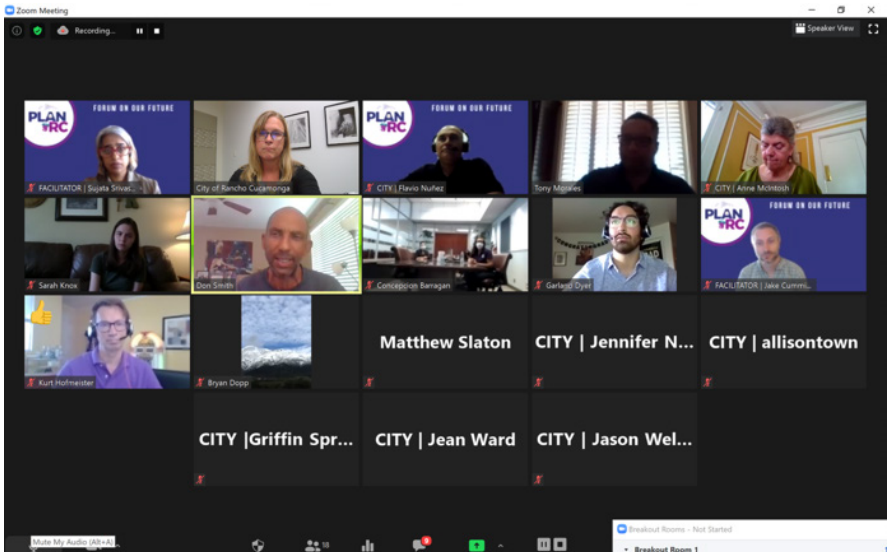 Zoom Meeting
Recording...
Speaker View
FORUM ON OUR FUTURE
PLAN
RC
FACILITATOR | Sujata Srivas...
City of Rancho Cucamonga
FORUM ON OUR FUTURE
PLAN
RC
CITY | Flavio Nuñez
Tony Morales
CITY | Anne McIntosh
Sarah Knox
Don Smith
Concepcion Barragan
Garland Dyer
FORUM ON OUR FUTURE
PLAN
RC
FACILITATOR | Jake Cummi...
Kurt Hofmeister
Bryan Dopp
Matthew Slaton
CITY | Jennifer N...
CITY | allisontown
CITY |Griffin Spr...
CITY | Jean Ward
CITY | Jason Wel...
Mute My Audio (Alt+A)
18
9
Breakout Rooms - Not Started
Breakout Room 1